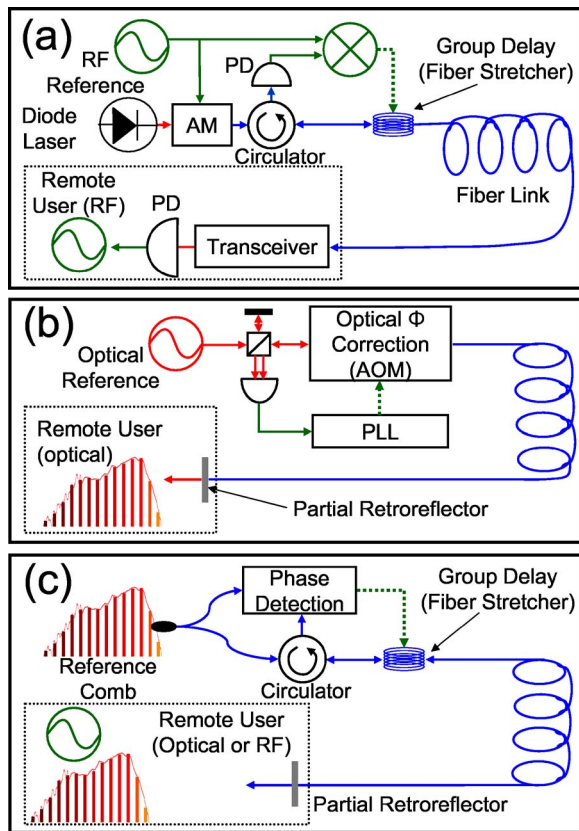 (a)
RF
Reference
PD
Group Delay
(Fiber Stretcher)
Diode
Laser
AM
Circulator
Fiber Link
Remote
User (RF)
PD
Transceiver
(b)
Optical
Reference
Optical Φ
Correction
(AOM)
PLL
Remote User
(optical)
Partial Retroreflector
(c)
Reference
Comb
Phase
Detection
Group Delay
(Fiber Stretcher)
Circulator
Remote User
(Optical or RF)
Partial Retroreflector